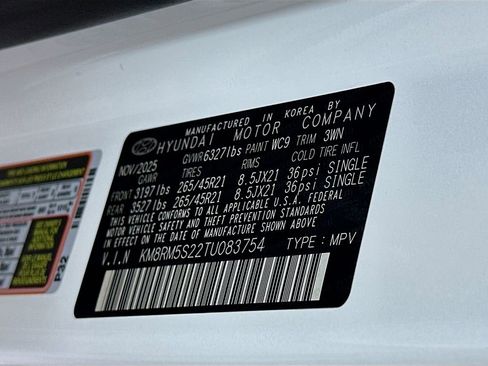 MANUFACTURED IN KOREA BY
HYUNDAI MOTOR COMPANY
NOV/2025 GVWR 6327lbs PAINT WC9 TRIM 3WN
GAWR TIRES RIMS COLD TIRE INFL
FRONT 3197lbs 265/45R21 8.5JX21 36psi SINGLE
REAR 3527lbs 265/45R21 8.5JX21 36psi SINGLE
THIS VEHICLE CONFORMS TO ALL APPLICABLE U.S.A. FEDERAL
MOTOR VEHICLE SAFETY AND THEFT PREVENTION STANDARDS
IN EFFECT ON THE DATE OF MANUFACTURE SHOWN ABOVE.
V.I.N KM8RM5S22TU083754 TYPE : MPV
P32